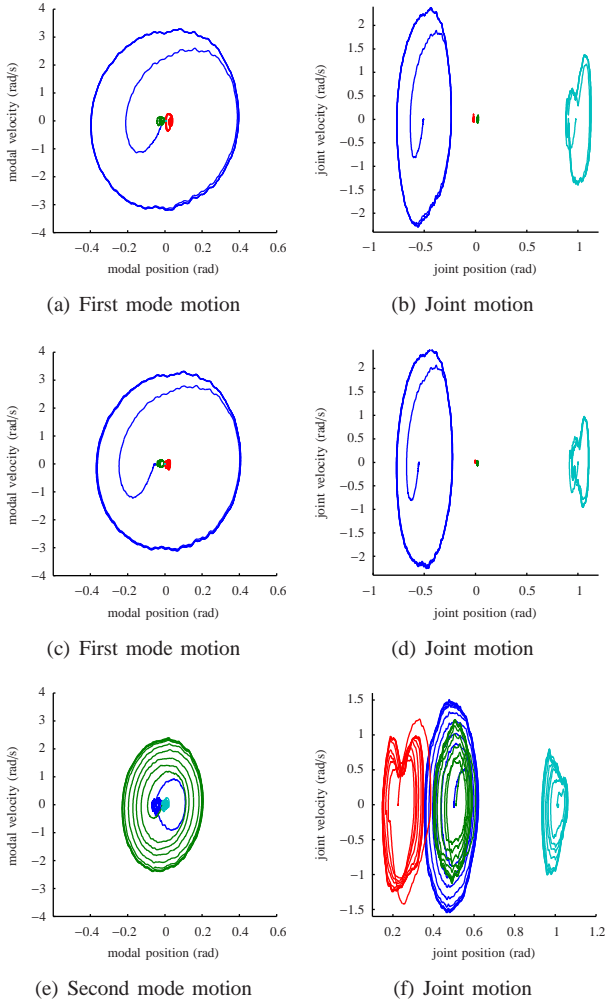 4
3
2
1
0
−1
−2
−3
−4
modal velocity (rad/s)
−0.4 −0.2 0 0.2 0.4 0.6
modal position (rad)
(a) First mode motion
2
1.5
1
0.5
0
−0.5
−1
−1.5
−2
joint velocity (rad/s)
−1 −0.5 0 0.5 1
joint position (rad)
(b) Joint motion
4
3
2
1
0
−1
−2
−3
−4
modal velocity (rad/s)
−0.4 −0.2 0 0.2 0.4 0.6
modal position (rad)
(c) First mode motion
2
1.5
1
0.5
0
−0.5
−1
−1.5
−2
joint velocity (rad/s)
−1 −0.5 0 0.5 1
joint position (rad)
(d) Joint motion
4
3
2
1
0
−1
−2
−3
−4
modal velocity (rad/s)
−0.4 −0.2 0 0.2 0.4 0.6
modal position (rad)
(e) Second mode motion
1.5
1
0.5
0
−0.5
−1
−1.5
joint velocity (rad/s)
0.2 0.4 0.6 0.8 1 1.2
joint position (rad)
(f) Joint motion